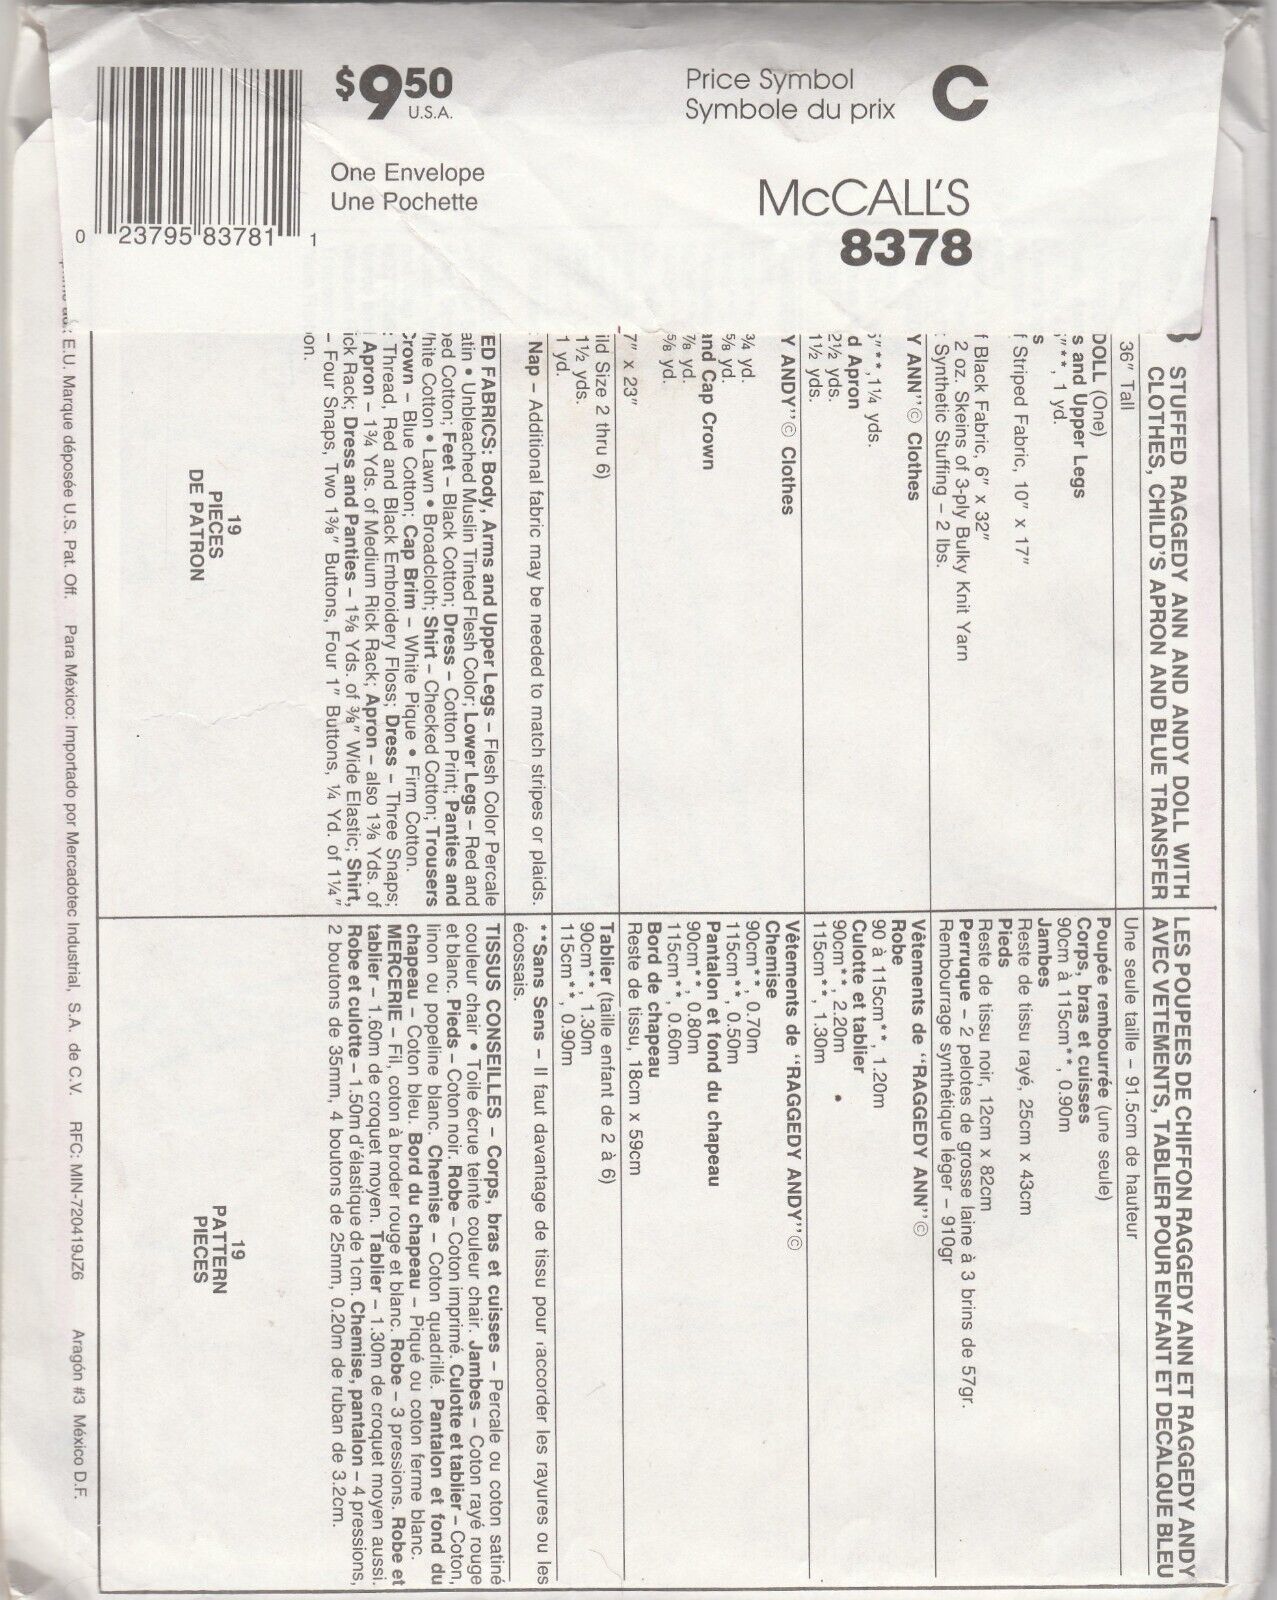 $9.50
U.S.A.
Price Symbol
Symbole du prix
C
One Envelope
Une Pochette
McCALL'S
8378
0 23795 83781 1
STUFFED RAGGEDY ANN AND ANDY DOLL WITH
CLOTHES, CHILD'S APRON AND BLUE TRANSFER
36" Tall
DOLL (One)
s and Upper Legs
"**, 1 yd.
s
f Striped Fabric, 10" x 17"
f Black Fabric, 6" x 32"
2 oz. Skeins of 3-ply Bulky Knit Yarn
: Synthetic Stuffing – 2 lbs.
Y ANN"© Clothes
"**, 1¼ yds.
d Apron
2½ yds.
1½ yds.
Y ANDY"© Clothes
¾ yd.
⅝ yd.
and Cap Crown
⅞ yd.
⅝ yd.
7" x 23"
ild Size 2 thru 6)
1½ yds.
1 yd.
: Nap – Additional fabric may be needed to match stripes or plaids.
ED FABRICS: Body, Arms and Upper Legs – Flesh Color Percale
atin • Unbleached Muslin Tinted Flesh Color; Lower Legs – Red and
ped Cotton; Feet – Black Cotton; Dress – Cotton Print; Panties and
hite Cotton • Lawn • Broadcloth; Shirt – Checked Cotton; Trousers
Crown – Blue Cotton; Cap Brim – White Pique • Firm Cotton.
: Thread, Red and Black Embroidery Floss; Dress – Three Snaps;
Apron – 1¾ Yds. of Medium Rick Rack; Apron – also 1⅜ Yds. of
ick Rack; Dress and Panties – 1⅝ Yds. of ⅜" Wide Elastic; Shirt,
– Four Snaps, Two 1⅜" Buttons, Four 1" Buttons, ¼ Yd. of 1¼"
on.
19
PIECES
DE PATRON
LES POUPEES DE CHIFFON RAGGEDY ANN ET RAGGEDY ANDY
AVEC VETEMENTS, TABLIER POUR ENFANT ET DECALQUE BLEU
Une seule taille – 91.5cm de hauteur
Poupée rembourrée (une seule)
Corps, bras et cuisses
90cm à 115cm**, 0.90m
Jambes
Reste de tissu rayé, 25cm x 43cm
Pieds
Reste de tissu noir, 12cm x 82cm
Perruque – 2 pelotes de grosse laine à 3 brins de 57gr.
Rembourrage synthétique léger – 910gr
Vêtements de "RAGGEDY ANN"©
Robe
90 à 115cm**, 1.20m
Culotte et tablier
90cm**, 2.20m
115cm**, 1.30m
Vêtements de "RAGGEDY ANDY"©
Chemise
90cm**, 0.70m
115cm**, 0.50m
Pantalon et fond du chapeau
90cm**, 0.80m
115cm**, 0.60m
Bord de chapeau
Reste de tissu, 18cm x 59cm
Tablier (taille enfant de 2 à 6)
90cm**, 1.30m
115cm**, 0.90m
**Sans Sens – Il faut davantage de tissu pour raccorder les rayures ou les
écossais.
TISSUS CONSEILLES – Corps, bras et cuisses – Percale ou coton satiné
couleur chair • Toile écrue teinte couleur chair. Jambes – Coton rayé rouge
et blanc. Pieds – Coton noir. Robe – Coton imprimé. Culotte et tablier – Coton,
linon ou popeline blanc. Chemise – Coton quadrillé. Pantalon et fond du
chapeau – Coton bleu. Bord du chapeau – Piqué ou coton ferme blanc.
MERCERIE – Fil, coton à broder rouge et blanc. Robe – 3 pressions. Robe et
tablier – 1.60m de croquet moyen. Tablier – 1.30m de croquet moyen aussi.
Robe et culotte – 1.50m d'élastique de 1cm. Chemise, pantalon – 4 pressions,
2 boutons de 35mm, 4 boutons de 25mm, 0.20m de ruban de 3.2cm.
19
PATTERN
PIECES
: E.U. Marque déposée U.S. Pat. Off. Para México: Importado por Mercadotec Industrial, S.A. de C.V. RFC: MIN-720419JZ6 Aragón #3 México D.F.